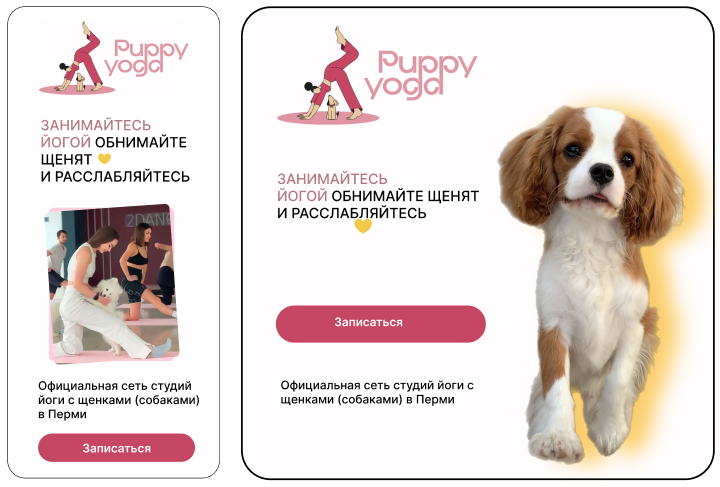 Puppy
yoga
ЗАНИМАЙТЕСЬ
ЙОГОЙ ОБНИМАЙТЕ
ЩЕНЯТ 💛
И РАССЛАБЛЯЙТЕСЬ
2DANC
Официальная сеть студий
йоги с щенками (собаками)
в Перми
Записаться
Puppy
yoga
ЗАНИМАЙТЕСЬ
ЙОГОЙ ОБНИМАЙТЕ ЩЕНЯТ
И РАССЛАБЛЯЙТЕСЬ
💛
Записаться
Официальная сеть студий йоги с
щенками (собаками) в Перми